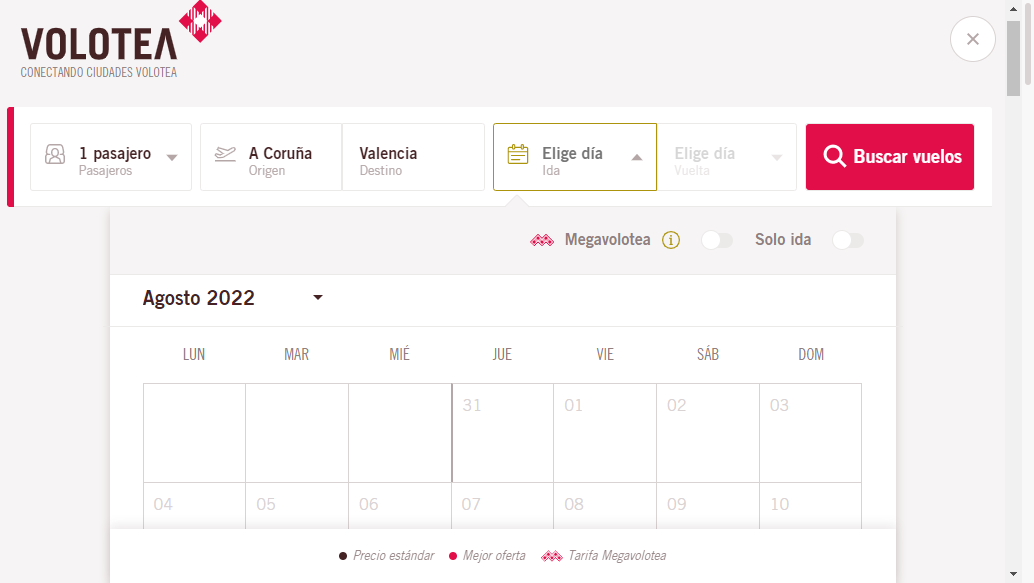 VOLOTEA
CONECTANDO CIUDADES VOLOTEA
1 pasajero
Pasajeros
A Coruña
Origen
Valencia
Destino
Elige día
Ida
Elige día
Vuelta
Buscar vuelos
Megavolotea
Solo ida
Agosto 2022
LUN MAR MIÉ JUE VIE SÁB DOM
31 01 02 03
04 05 06 07 08 09 10
Precio estándar Mejor oferta Tarifa Megavolotea